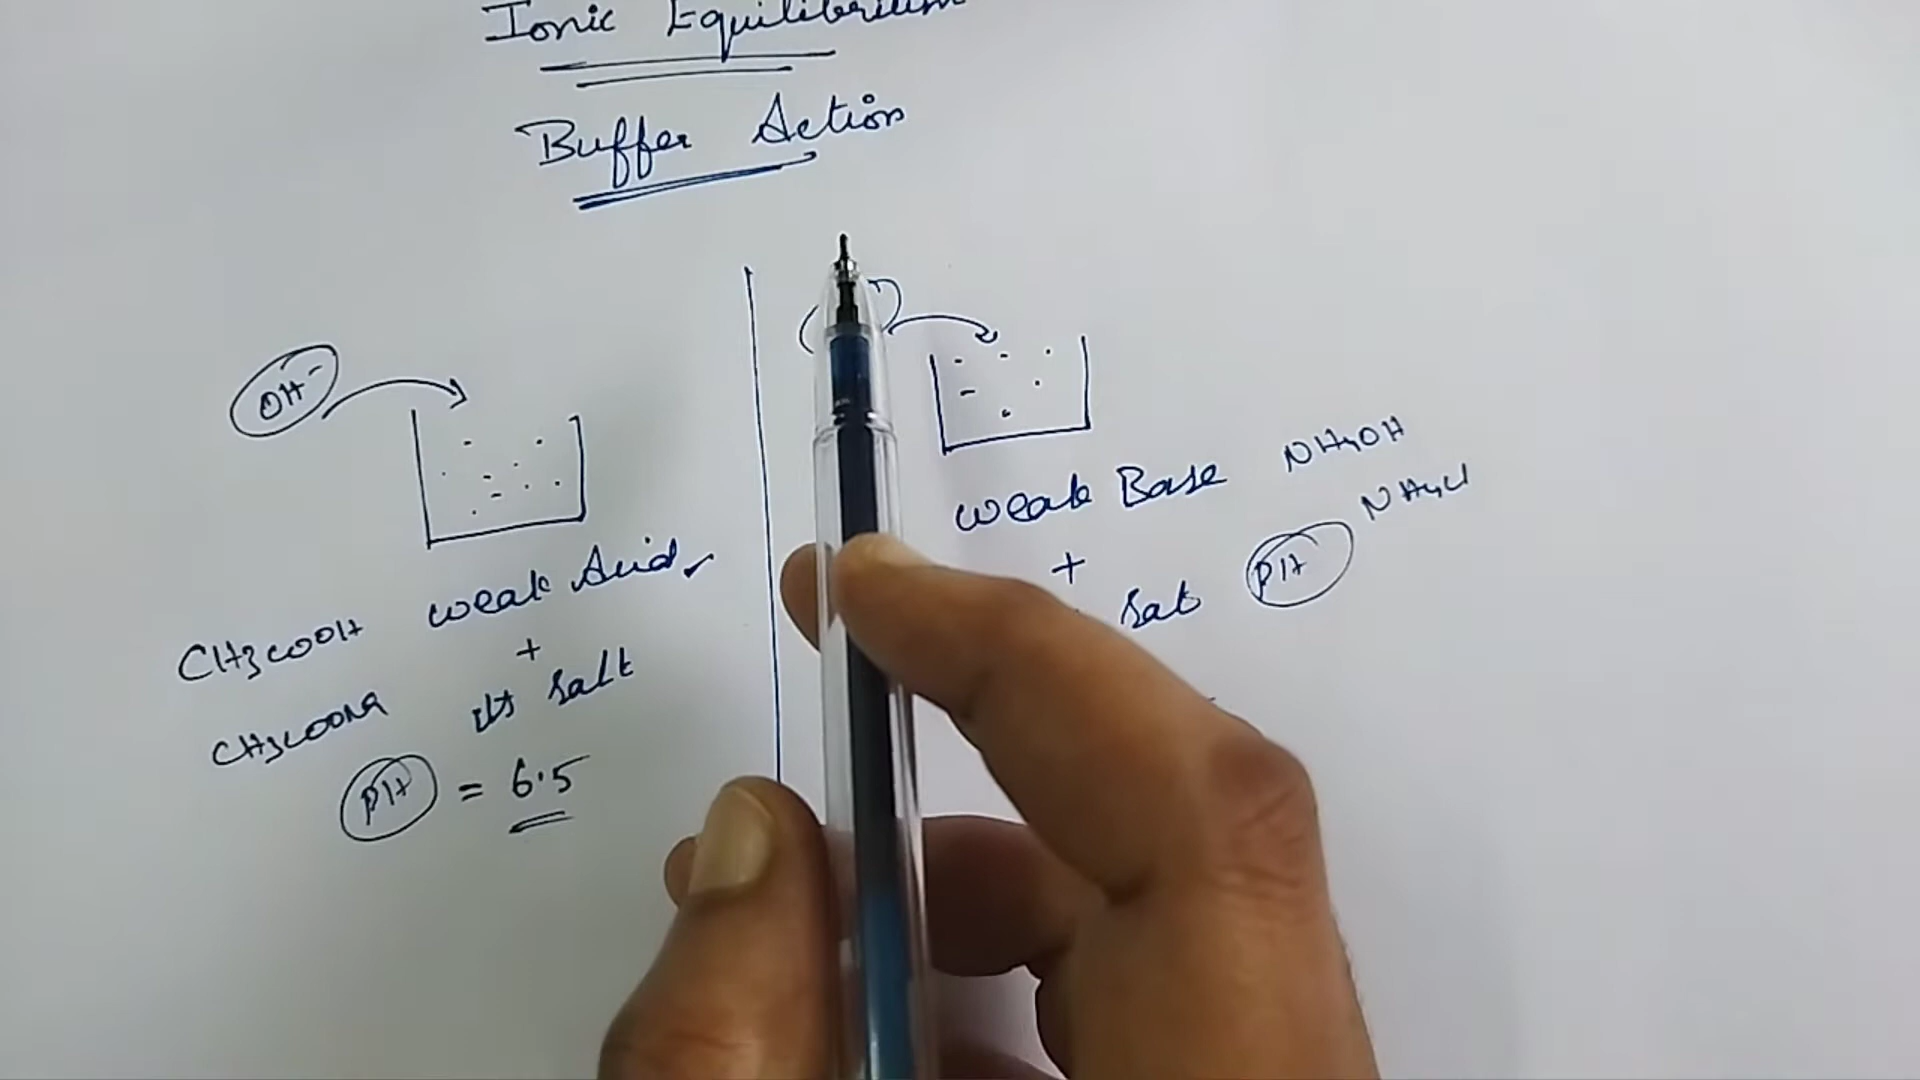 Ionic Equilibrium
Buffer Action
OH-
weak Acid
+
its salt
CH3COOH
CH3COONa
pH = 6.5
weak Base
+
salt
NH4OH
NH4Cl
pH